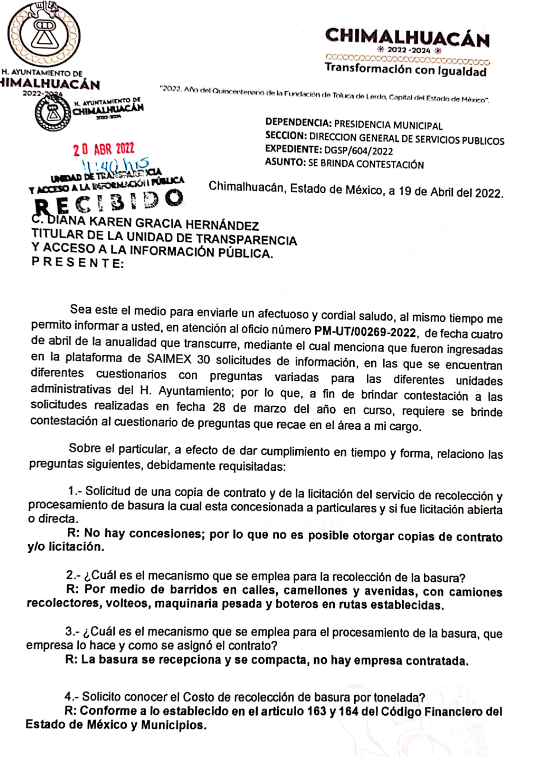 H. AYUNTAMIENTO DE
CHIMALHUACÁN
2022-2024
CHIMALHUACÁN
2022 -2024
Transformación con Igualdad
"2022. Año del Quincentenario de la Fundación de Toluca de Lerdo, Capital del Estado de México".
H. AYUNTAMIENTO DE
CHIMALHUACÁN
2022-2024
20 ABR 2022
11:40 hrs
UNIDAD DE TRANSPARENCIA
Y ACCESO A LA INFORMACIÓN PÚBLICA
RECIBIDO
DEPENDENCIA: PRESIDENCIA MUNICIPAL
SECCION: DIRECCION GENERAL DE SERVICIOS PUBLICOS
EXPEDIENTE: DGSP/604/2022
ASUNTO: SE BRINDA CONTESTACIÓN
Chimalhuacán, Estado de México, a 19 de Abril del 2022.
C. DIANA KAREN GRACIA HERNÁNDEZ
TITULAR DE LA UNIDAD DE TRANSPARENCIA
Y ACCESO A LA INFORMACIÓN PÚBLICA.
P R E S E N T E:
Sea este el medio para enviarle un afectuoso y cordial saludo, al mismo tiempo me
permito informar a usted, en atención al oficio número PM-UT/00269-2022, de fecha cuatro
de abril de la anualidad que transcurre, mediante el cual menciona que fueron ingresadas
en la plataforma de SAIMEX 30 solicitudes de información, en las que se encuentran
diferentes cuestionarios con preguntas variadas para las diferentes unidades
administrativas del H. Ayuntamiento; por lo que, a fin de brindar contestación a las
solicitudes realizadas en fecha 28 de marzo del año en curso, requiere se brinde
contestación al cuestionario de preguntas que recae en el área a mi cargo.
Sobre el particular, a efecto de dar cumplimiento en tiempo y forma, relaciono las
preguntas siguientes, debidamente requisitadas:
1.- Solicitud de una copia de contrato y de la licitación del servicio de recolección y
procesamiento de basura la cual esta concesionada a particulares y si fue licitación abierta
o directa.
R: No hay concesiones; por lo que no es posible otorgar copias de contrato
y/o licitación.
2.- ¿Cuál es el mecanismo que se emplea para la recolección de la basura?
R: Por medio de barridos en calles, camellones y avenidas, con camiones
recolectores, volteos, maquinaria pesada y boteros en rutas establecidas.
3.- ¿Cuál es el mecanismo que se emplea para el procesamiento de la basura, que
empresa lo hace y como se asignó el contrato?
R: La basura se recepciona y se compacta, no hay empresa contratada.
4.- Solicito conocer el Costo de recolección de basura por tonelada?
R: Conforme a lo establecido en el artículo 163 y 164 del Código Financiero del
Estado de México y Municipios.